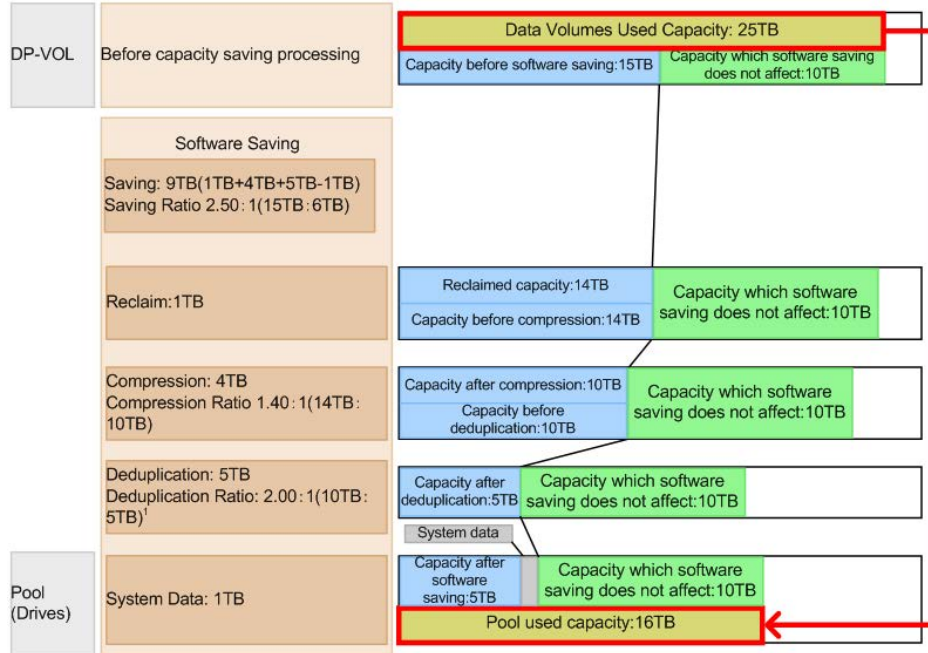 Data Volumes Used Capacity: 25TB
DP-VOL
Before capacity saving processing
Capacity before software saving:15TB
Capacity which software saving
does not affect:10TB
Software Saving
Saving: 9TB(1TB+4TB+5TB-1TB)
Saving Ratio 2.50:1(15TB:6TB)
Reclaim:1TB
Reclaimed capacity:14TB
Capacity before compression:14TB
Capacity which software
saving does not affect:10TB
Compression: 4TB
Compression Ratio 1.40:1(14TB:
10TB)
Capacity after compression:10TB
Capacity before
deduplication:10TB
Capacity which software
saving does not affect:10TB
Deduplication: 5TB
Deduplication Ratio: 2.00:1(10TB:
5TB)¹
Capacity after
deduplication:5TB
Capacity which software
saving does not affect:10TB
System data
Pool
(Drives)
System Data: 1TB
Capacity after
software
saving:5TB
Capacity which software
saving does not affect:10TB
Pool used capacity:16TB